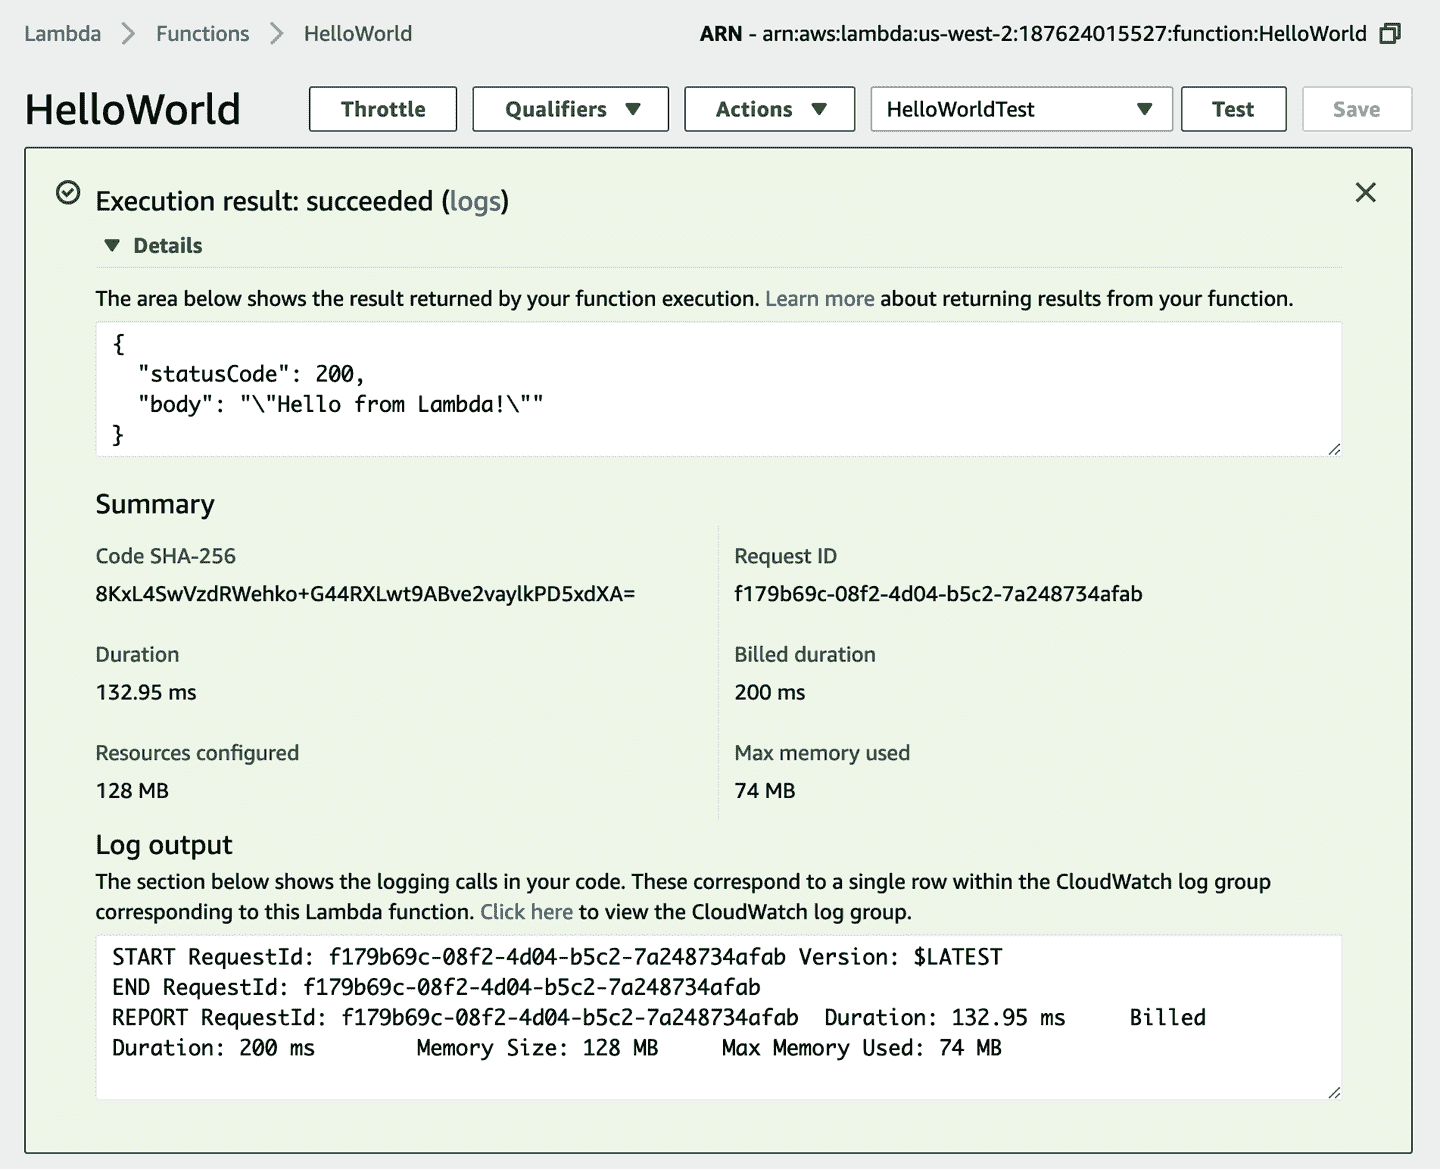 Lambda > Functions > HelloWorld ARN - arn:aws:lambda:us-west-2:187624015527:function:HelloWorld
HelloWorld Throttle Qualifiers Actions HelloWorldTest Test Save
Execution result: succeeded (logs)
Details
The area below shows the result returned by your function execution. Learn more about returning results from your function.
{
  "statusCode": 200,
  "body": "\"Hello from Lambda!\""
}
Summary
Code SHA-256 Request ID
8KxL4SwVzdRWehko+G44RXLwt9ABve2vaylkPD5xdXA= f179b69c-08f2-4d04-b5c2-7a248734afab
Duration Billed duration
132.95 ms 200 ms
Resources configured Max memory used
128 MB 74 MB
Log output
The section below shows the logging calls in your code. These correspond to a single row within the CloudWatch log group
corresponding to this Lambda function. Click here to view the CloudWatch log group.
START RequestId: f179b69c-08f2-4d04-b5c2-7a248734afab Version: $LATEST
END RequestId: f179b69c-08f2-4d04-b5c2-7a248734afab
REPORT RequestId: f179b69c-08f2-4d04-b5c2-7a248734afab  Duration: 132.95 ms     Billed
Duration: 200 ms        Memory Size: 128 MB     Max Memory Used: 74 MB